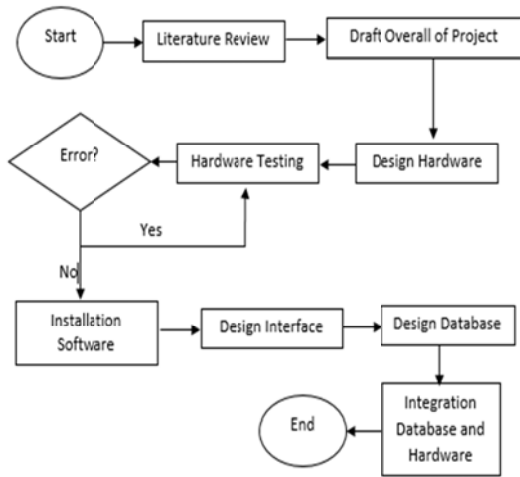 Start
Literature Review
Draft Overall of Project
Design Hardware
Hardware Testing
Error?
Yes
No
Installation
Software
Design Interface
Design Database
Integration
Database and
Hardware
End